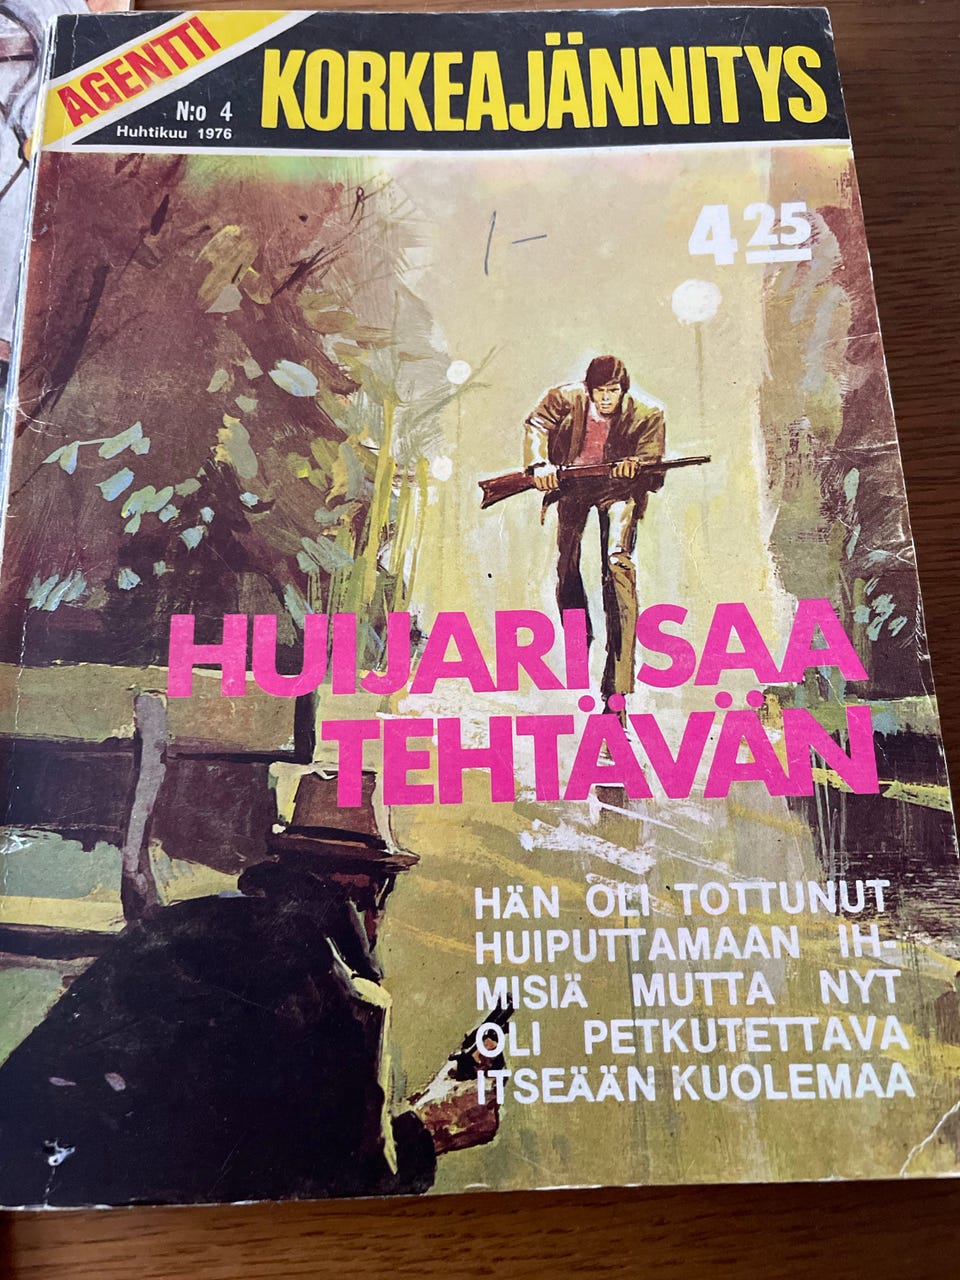 AGENTTI
KORKEAJÄNNITYS
N:o 4
Huhtikuu 1976
1-
4 25
HUIJARI SAA
TEHTÄVÄN
HÄN OLI TOTTUNUT
HUIPUTTAMAAN IH-
MISIÄ MUTTA NYT
OLI PETKUTETTAVA
ITSEÄÄN KUOLEMAA